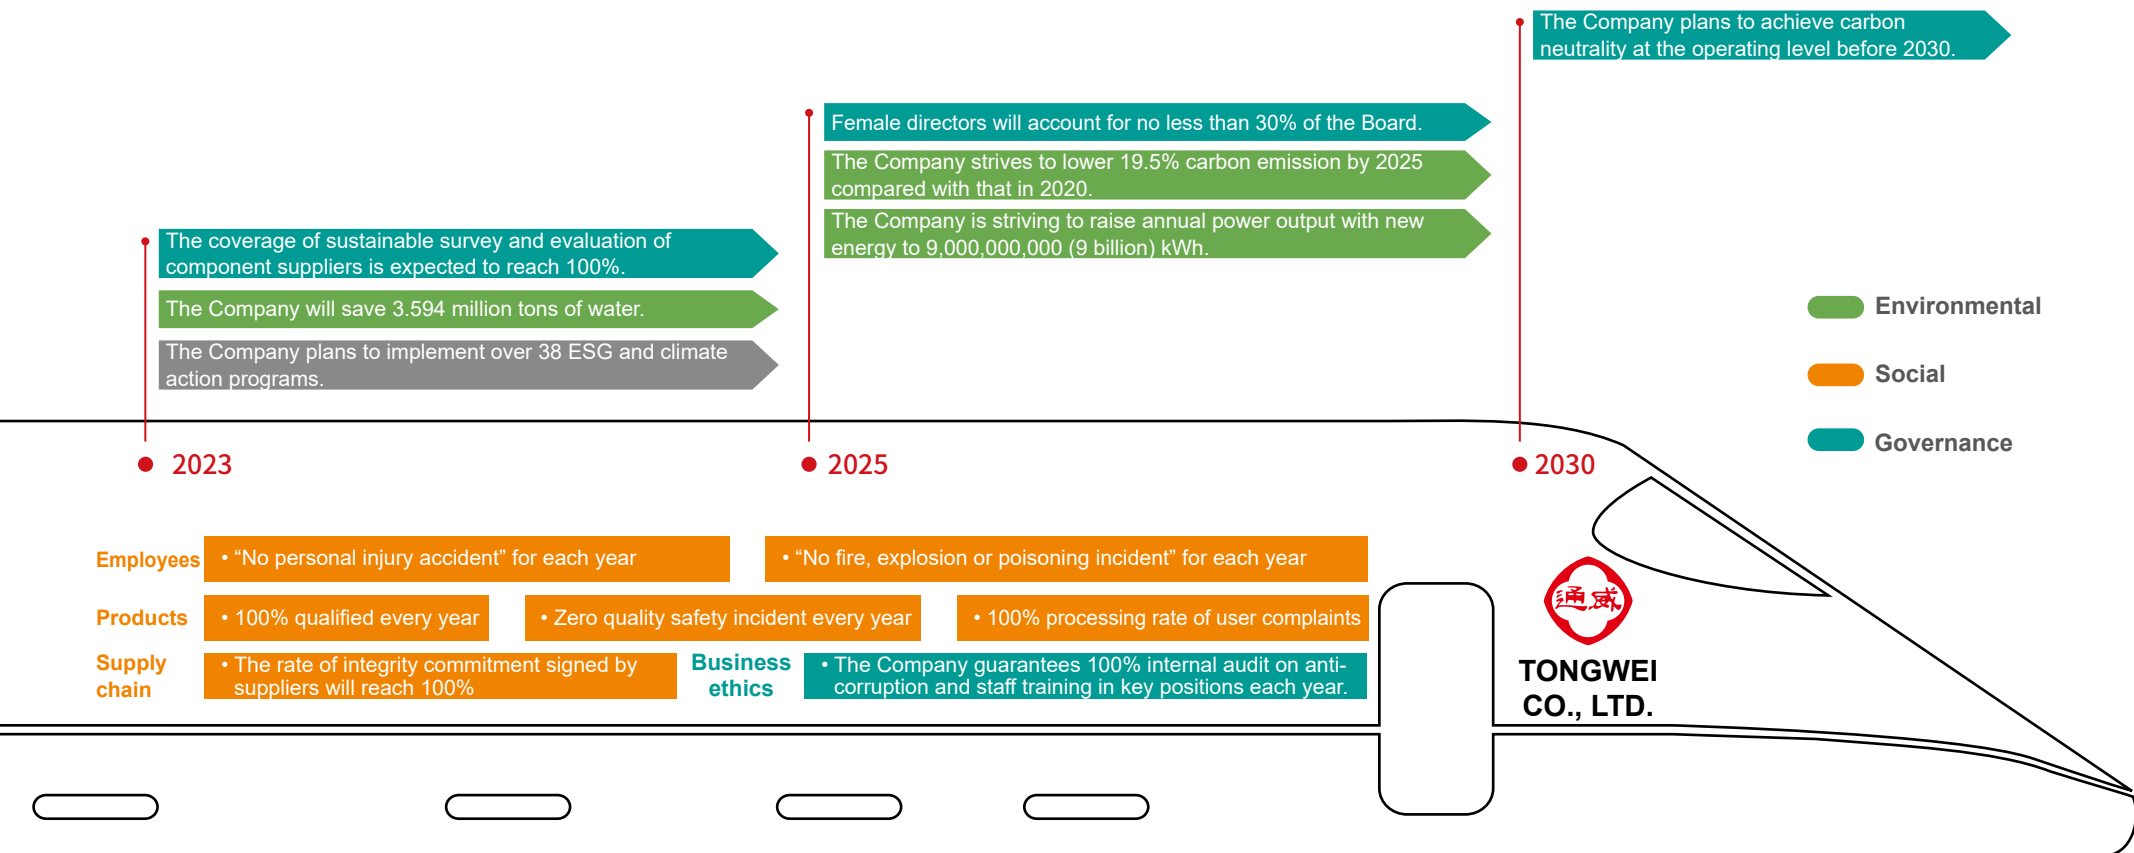 The Company plans to achieve carbon
neutrality at the operating level before 2030.
Female directors will account for no less than 30% of the Board.
The Company strives to lower 19.5% carbon emission by 2025
compared with that in 2020.
The Company is striving to raise annual power output with new
energy to 9,000,000,000 (9 billion) kWh.
The coverage of sustainable survey and evaluation of
component suppliers is expected to reach 100%.
The Company will save 3.594 million tons of water.
The Company plans to implement over 38 ESG and climate
action programs.
Environmental
Social
Governance
2023
2025
2030
Employees
• “No personal injury accident” for each year
• “No fire, explosion or poisoning incident” for each year
Products
• 100% qualified every year
• Zero quality safety incident every year
• 100% processing rate of user complaints
Supply
chain
• The rate of integrity commitment signed by
suppliers will reach 100%
Business
ethics
• The Company guarantees 100% internal audit on anti-
corruption and staff training in key positions each year.
通威
TONGWEI
CO., LTD.